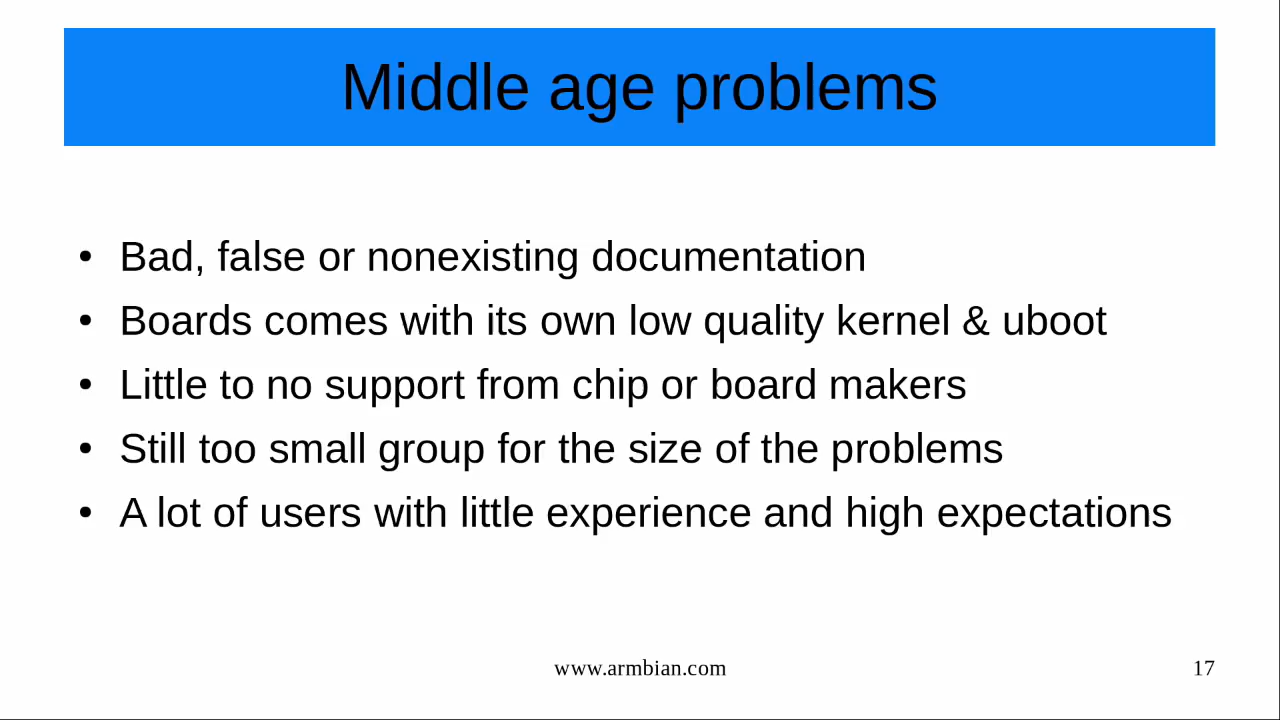 Middle age problems
• Bad, false or nonexisting documentation
• Boards comes with its own low quality kernel & uboot
• Little to no support from chip or board makers
• Still too small group for the size of the problems
• A lot of users with little experience and high expectations
www.armbian.com
17